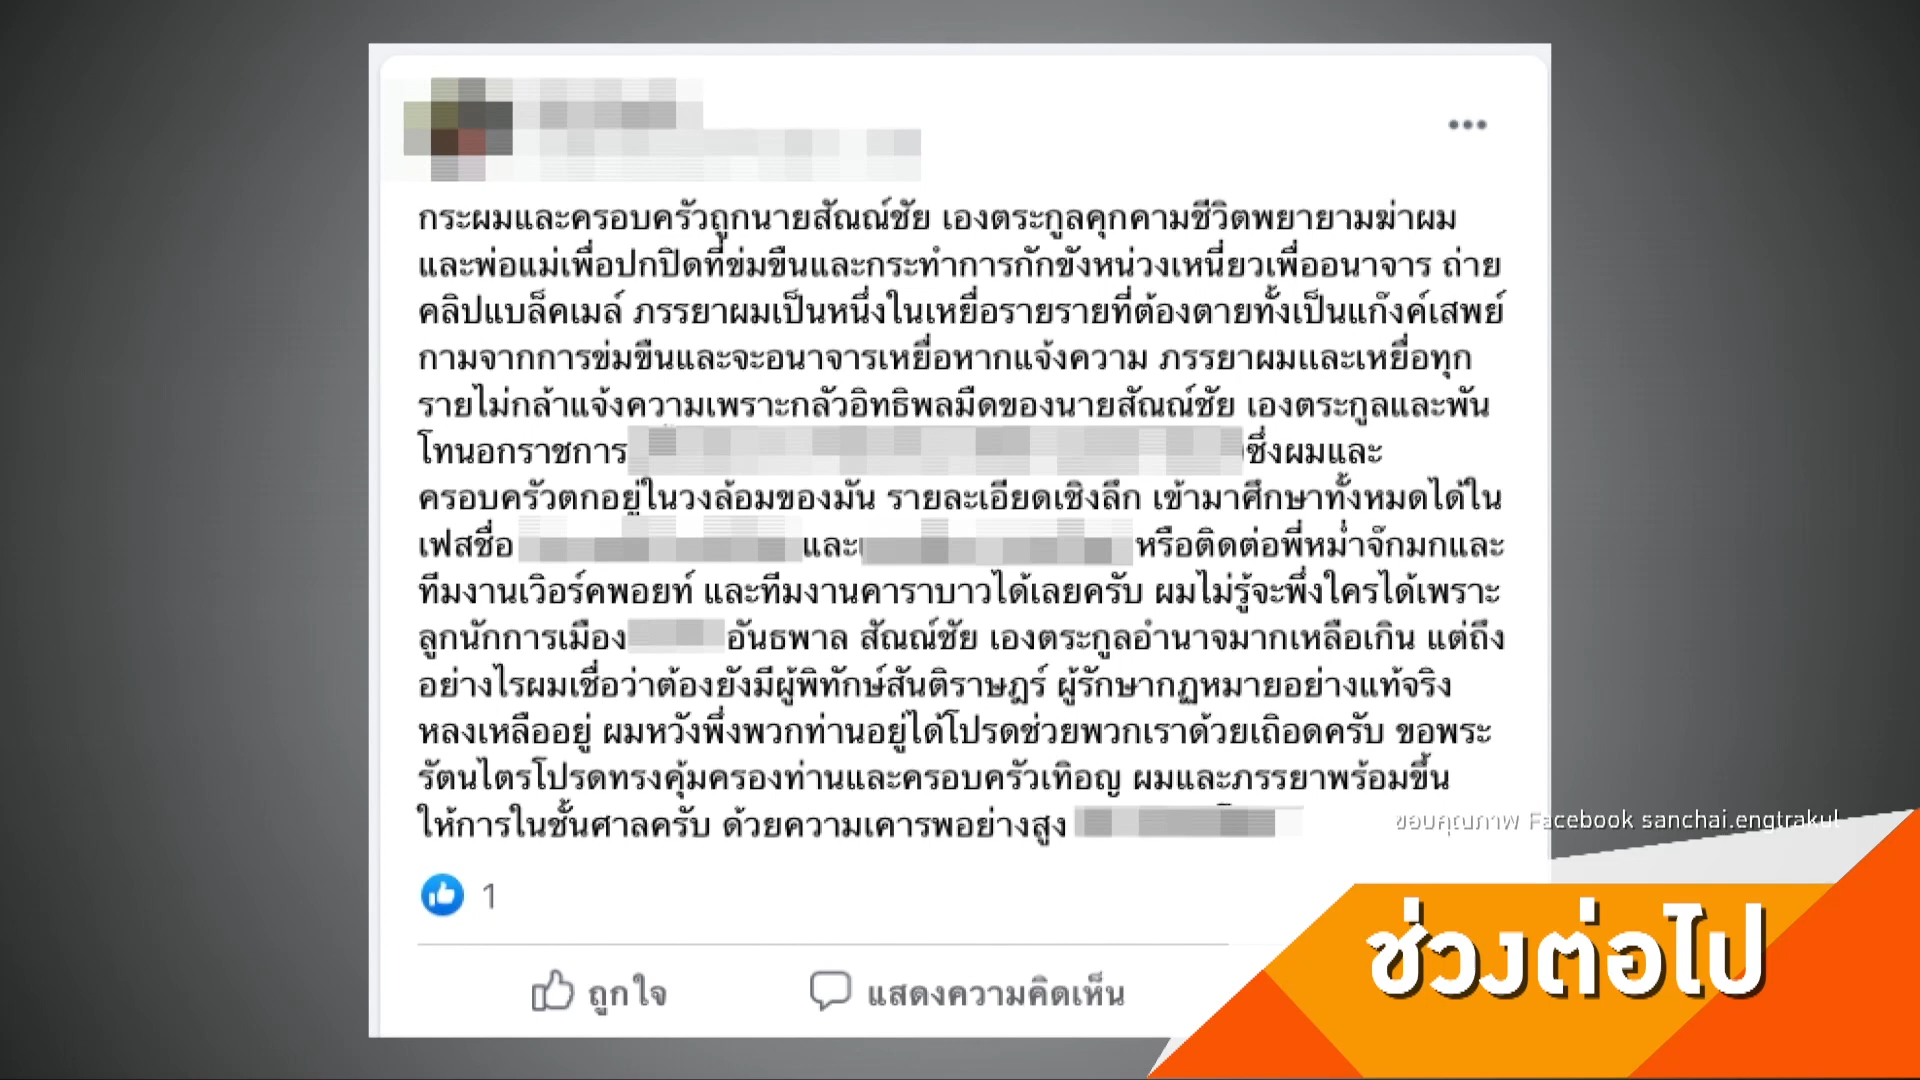 กระผมและครอบครัวถูกนายสัณณ์ชัย เองตระกูลคุกคามชีวิตพยายามฆ่าผม
และพ่อแม่เพื่อปกปิดที่ข่มขืนและกระทำการกักขังหน่วงเหนี่ยวเพื่ออนาจาร ถ่าย
คลิปแบล็คเมล์ ภรรยาผมเป็นหนึ่งในเหยื่อรายรายที่ต้องตายทั้งเป็นแก๊งค์เสพย์
กามจากการข่มขืนและจะอนาจารเหยื่อหากแจ้งความ ภรรยาผมและเหยื่อทุก
รายไม่กล้าแจ้งความเพราะกลัวอิทธิพลมืดของนายสัณณ์ชัย เองตระกูลและพัน
โทนอกราชการ ซึ่งผมและ
ครอบครัวตกอยู่ในวงล้อมของมัน รายละเอียดเชิงลึก เข้ามาศึกษาทั้งหมดได้ใน
เฟสชื่อ และ หรือติดต่อพี่หม่ำจ๊กมกและ
ทีมงานเวิอร์คพอยท์ และทีมงานคาราบาวได้เลยครับ ผมไม่รู้จะพึ่งใครได้เพราะ
ลูกนักการเมือง อันธพาล สัณณ์ชัย เองตระกูลอำนาจมากเหลือเกิน แต่ถึง
อย่างไรผมเชื่อว่าต้องยังมีผู้พิทักษ์สันติราษฎร์ ผู้รักษากฏหมายอย่างแท้จริง
หลงเหลืออยู่ ผมหวังพึ่งพวกท่านอยู่ได้โปรดช่วยพวกเราด้วยเถิอดครับ ขอพระ
รัตนไตรโปรดทรงคุ้มครองท่านและครอบครัวเทิอญ ผมและภรรยาพร้อมขึ้น
ให้การในชั้นศาลครับ ด้วยความเคารพอย่างสูง
ขอบคุณภาพ Facebook sanchai.engtrakul
1
ถูกใจ
แสดงความคิดเห็น
ช่วงต่อไป